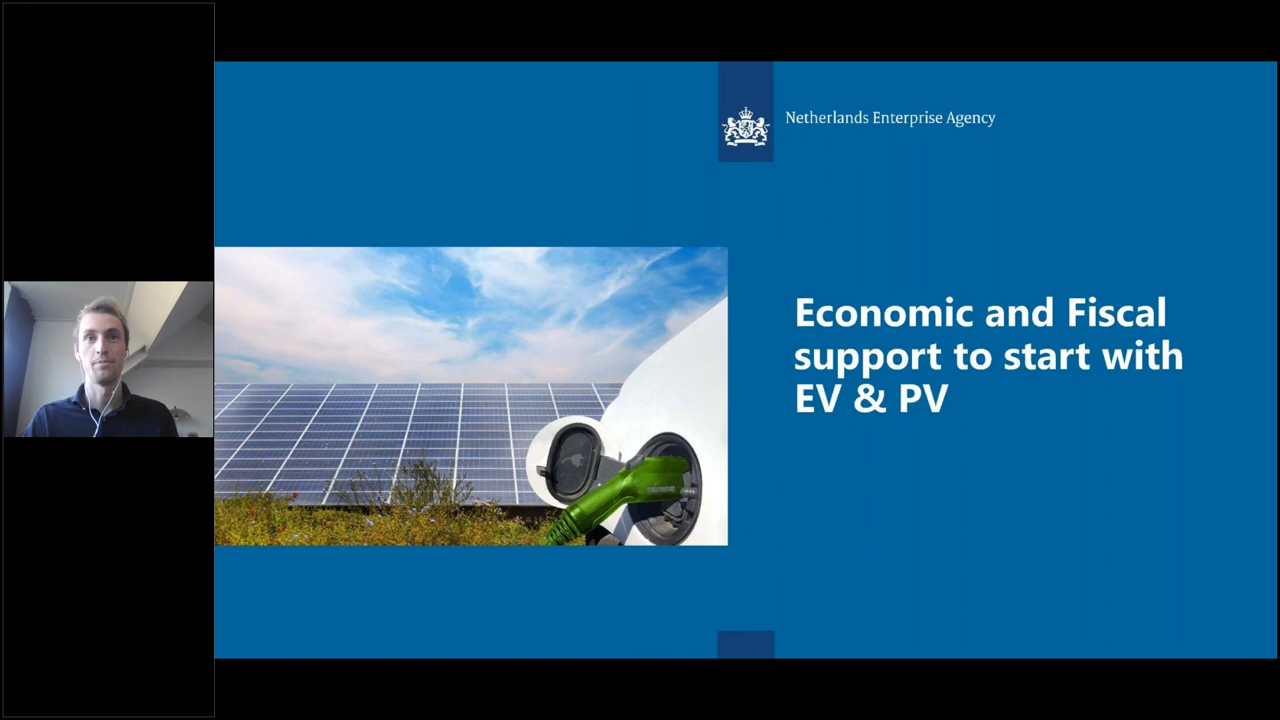 Netherlands Enterprise Agency
Economic and Fiscal
support to start with
EV & PV